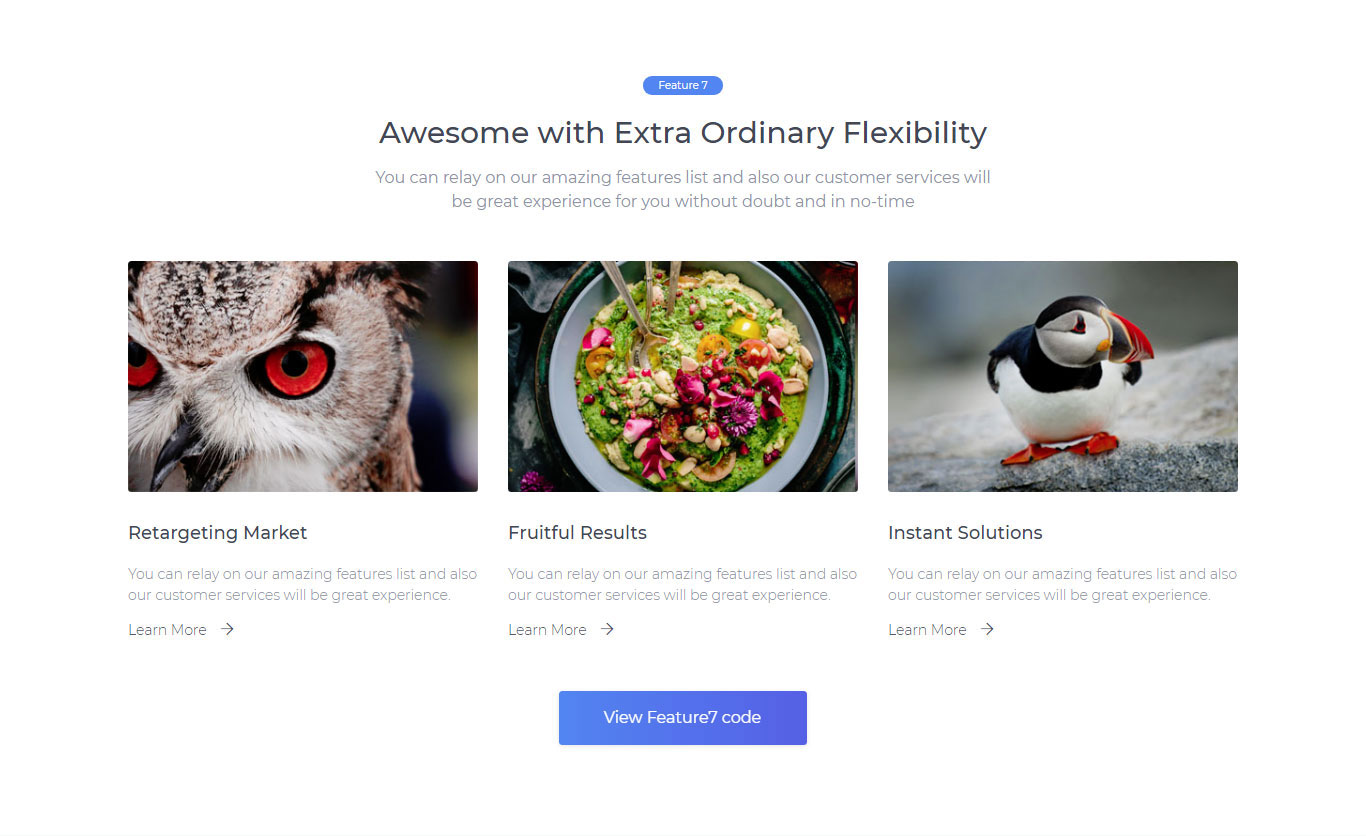 Feature 7
Awesome with Extra Ordinary Flexibility
You can relay on our amazing features list and also our customer services will
be great experience for you without doubt and in no-time
Retargeting Market
You can relay on our amazing features list and also
our customer services will be great experience.
Learn More
Fruitful Results
You can relay on our amazing features list and also
our customer services will be great experience.
Learn More
Instant Solutions
You can relay on our amazing features list and also
our customer services will be great experience.
Learn More
View Feature7 code